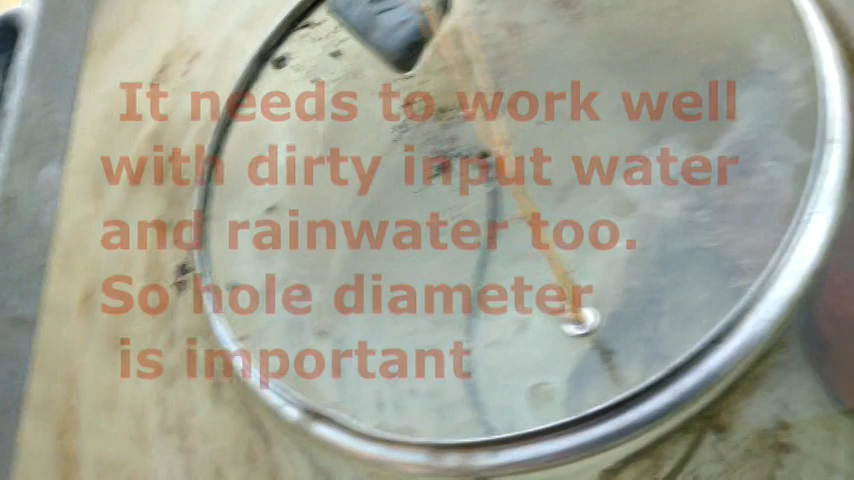 It needs to work well
with dirty input water
and rainwater too.
So hole diameter
is important